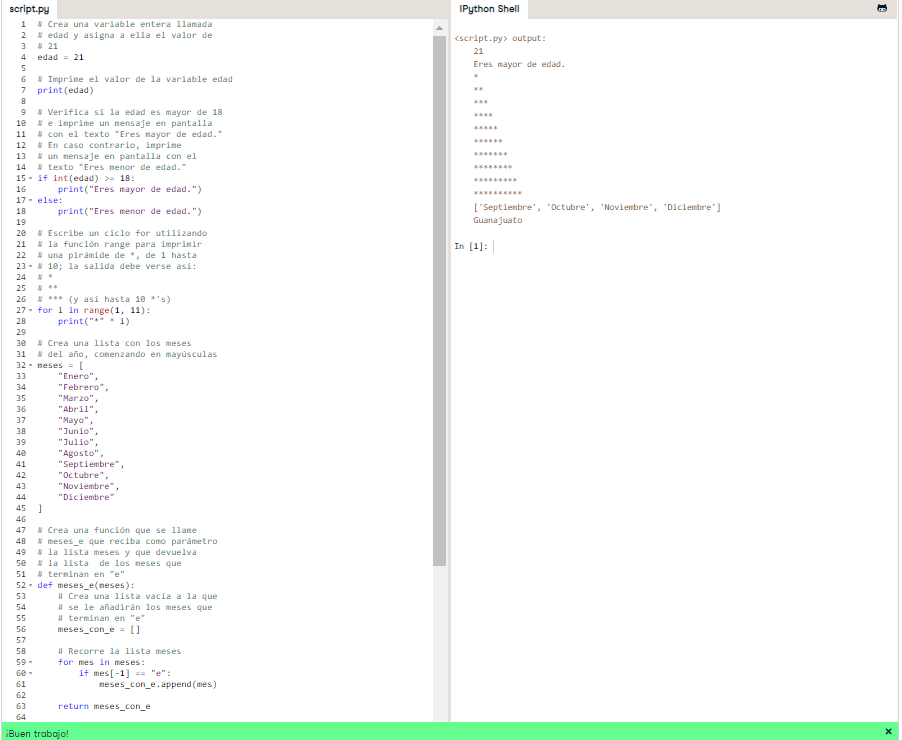 script.py
1 # Crea una variable entera llamada
2 # edad y asigna a ella el valor de
3 # 21
4 edad = 21
5
6 # Imprime el valor de la variable edad
7 print(edad)
8
9 # Verifica si la edad es mayor de 18
10 # e imprime un mensaje en pantalla
11 # con el texto "Eres mayor de edad."
12 # En caso contrario, imprime
13 # un mensaje en pantalla con el
14 # texto "Eres menor de edad."
15 if int(edad) >= 18:
16     print("Eres mayor de edad.")
17 else:
18     print("Eres menor de edad.")
19
20 # Escribe un ciclo for utilizando
21 # la función range para imprimir
22 # una pirámide de *, de 1 hasta
23 # 10; la salida debe verse así:
24 # *
25 # **
26 # *** (y así hasta 10 *'s)
27 for i in range(1, 11):
28     print("*" * i)
29
30 # Crea una lista con los meses
31 # del año, comenzando en mayúsculas
32 meses = [
33     "Enero",
34     "Febrero",
35     "Marzo",
36     "Abril",
37     "Mayo",
38     "Junio",
39     "Julio",
40     "Agosto",
41     "Septiembre",
42     "Octubre",
43     "Noviembre",
44     "Diciembre"
45 ]
46
47 # Crea una función que se llame
48 # meses_e que reciba como parámetro
49 # la lista meses y que devuelva
50 # la lista  de los meses que
51 # terminan en "e"
52 def meses_e(meses):
53     # Crea una lista vacía a la que
54     # se le añadirán los meses que
55     # terminan en "e"
56     meses_con_e = []
57
58     # Recorre la lista meses
59     for mes in meses:
60         if mes[-1] == "e":
61             meses_con_e.append(mes)
62
63     return meses_con_e
64
IPython Shell
<script.py> output:
21
Eres mayor de edad.
*
**
***
****
*****
******
*******
********
*********
**********
['Septiembre', 'Octubre', 'Noviembre', 'Diciembre']
Guanajuato
In [1]:
¡Buen trabajo! ×